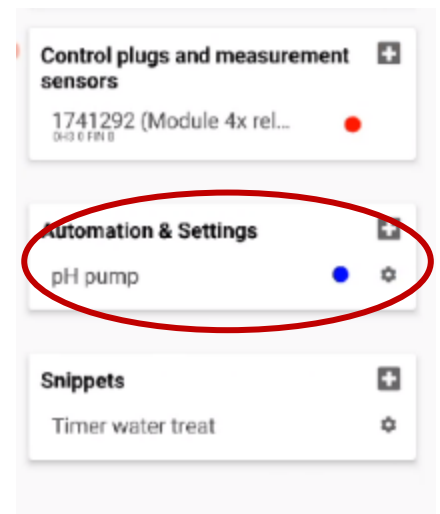 Control plugs and measurement
sensors
1741292 (Module 4x rel...
Automation & Settings
pH pump
Snippets
Timer water treat